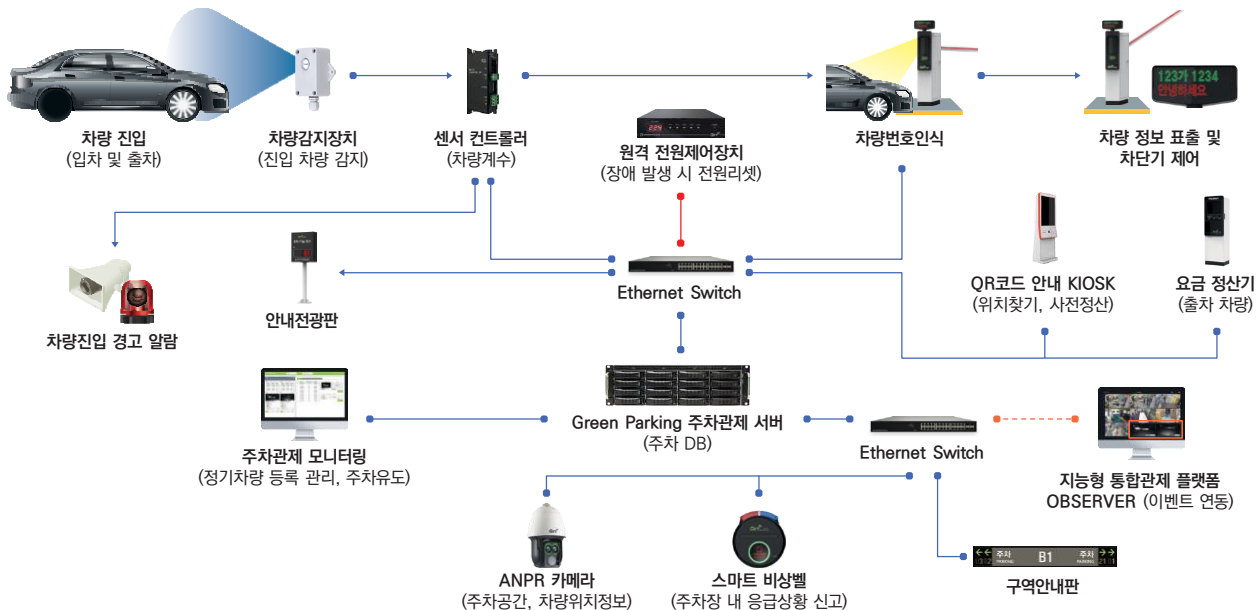 차량 진입
(입차 및 출차)
차량감지장치
(진입 차량 감지)
센서 컨트롤러
(차량계수)
224
원격 전원제어장치
(장애 발생 시 전원리셋)
차량번호인식
123가 1234
안녕하세요
차량 정보 표출 및
차단기 제어
차량진입 경고 알람
안내전광판
Ethernet Switch
QR코드 안내 KIOSK
(위치찾기, 사전정산)
요금 정산기
(출차 차량)
주차관제 모니터링
(정기차량 등록 관리, 주차유도)
Green Parking 주차관제 서버
(주차 DB)
Ethernet Switch
지능형 통합관제 플랫폼
OBSERVER (이벤트 연동)
ANPR 카메라
(주차공간, 차량위치정보)
스마트 비상벨
(주차장 내 응급상황 신고)
주차 B1 주차
구역안내판